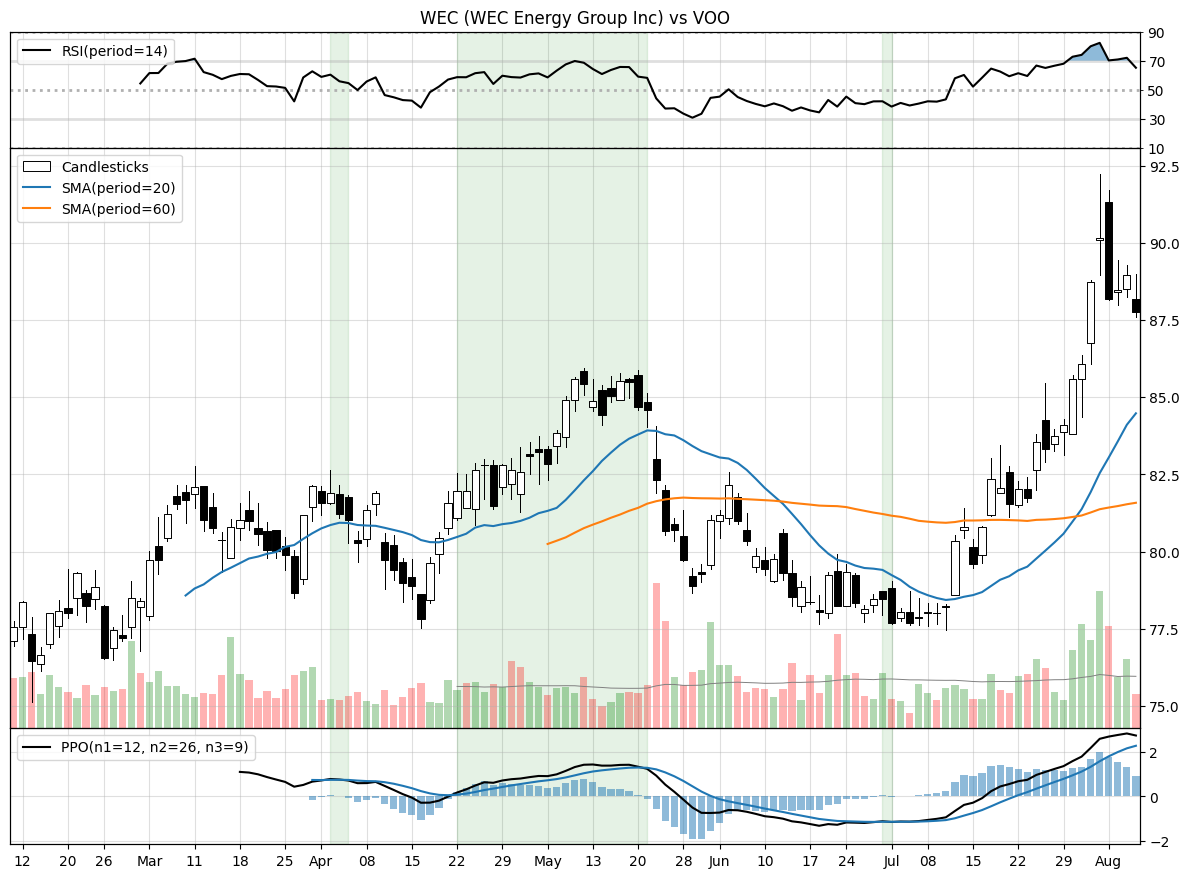 WEC (WEC Energy Group Inc) vs VOO
RSI(period=14)
90
70
50
30
10
Candlesticks
SMA(period=20)
SMA(period=60)
92.5
90.0
87.5
85.0
82.5
80.0
77.5
75.0
PPO(n1=12, n2=26, n3=9)
2
0
−2
12 20 26 Mar 11 18 25 Apr 08 15 22 29 May 13 20 28 Jun 10 17 24 Jul 08 15 22 29 Aug